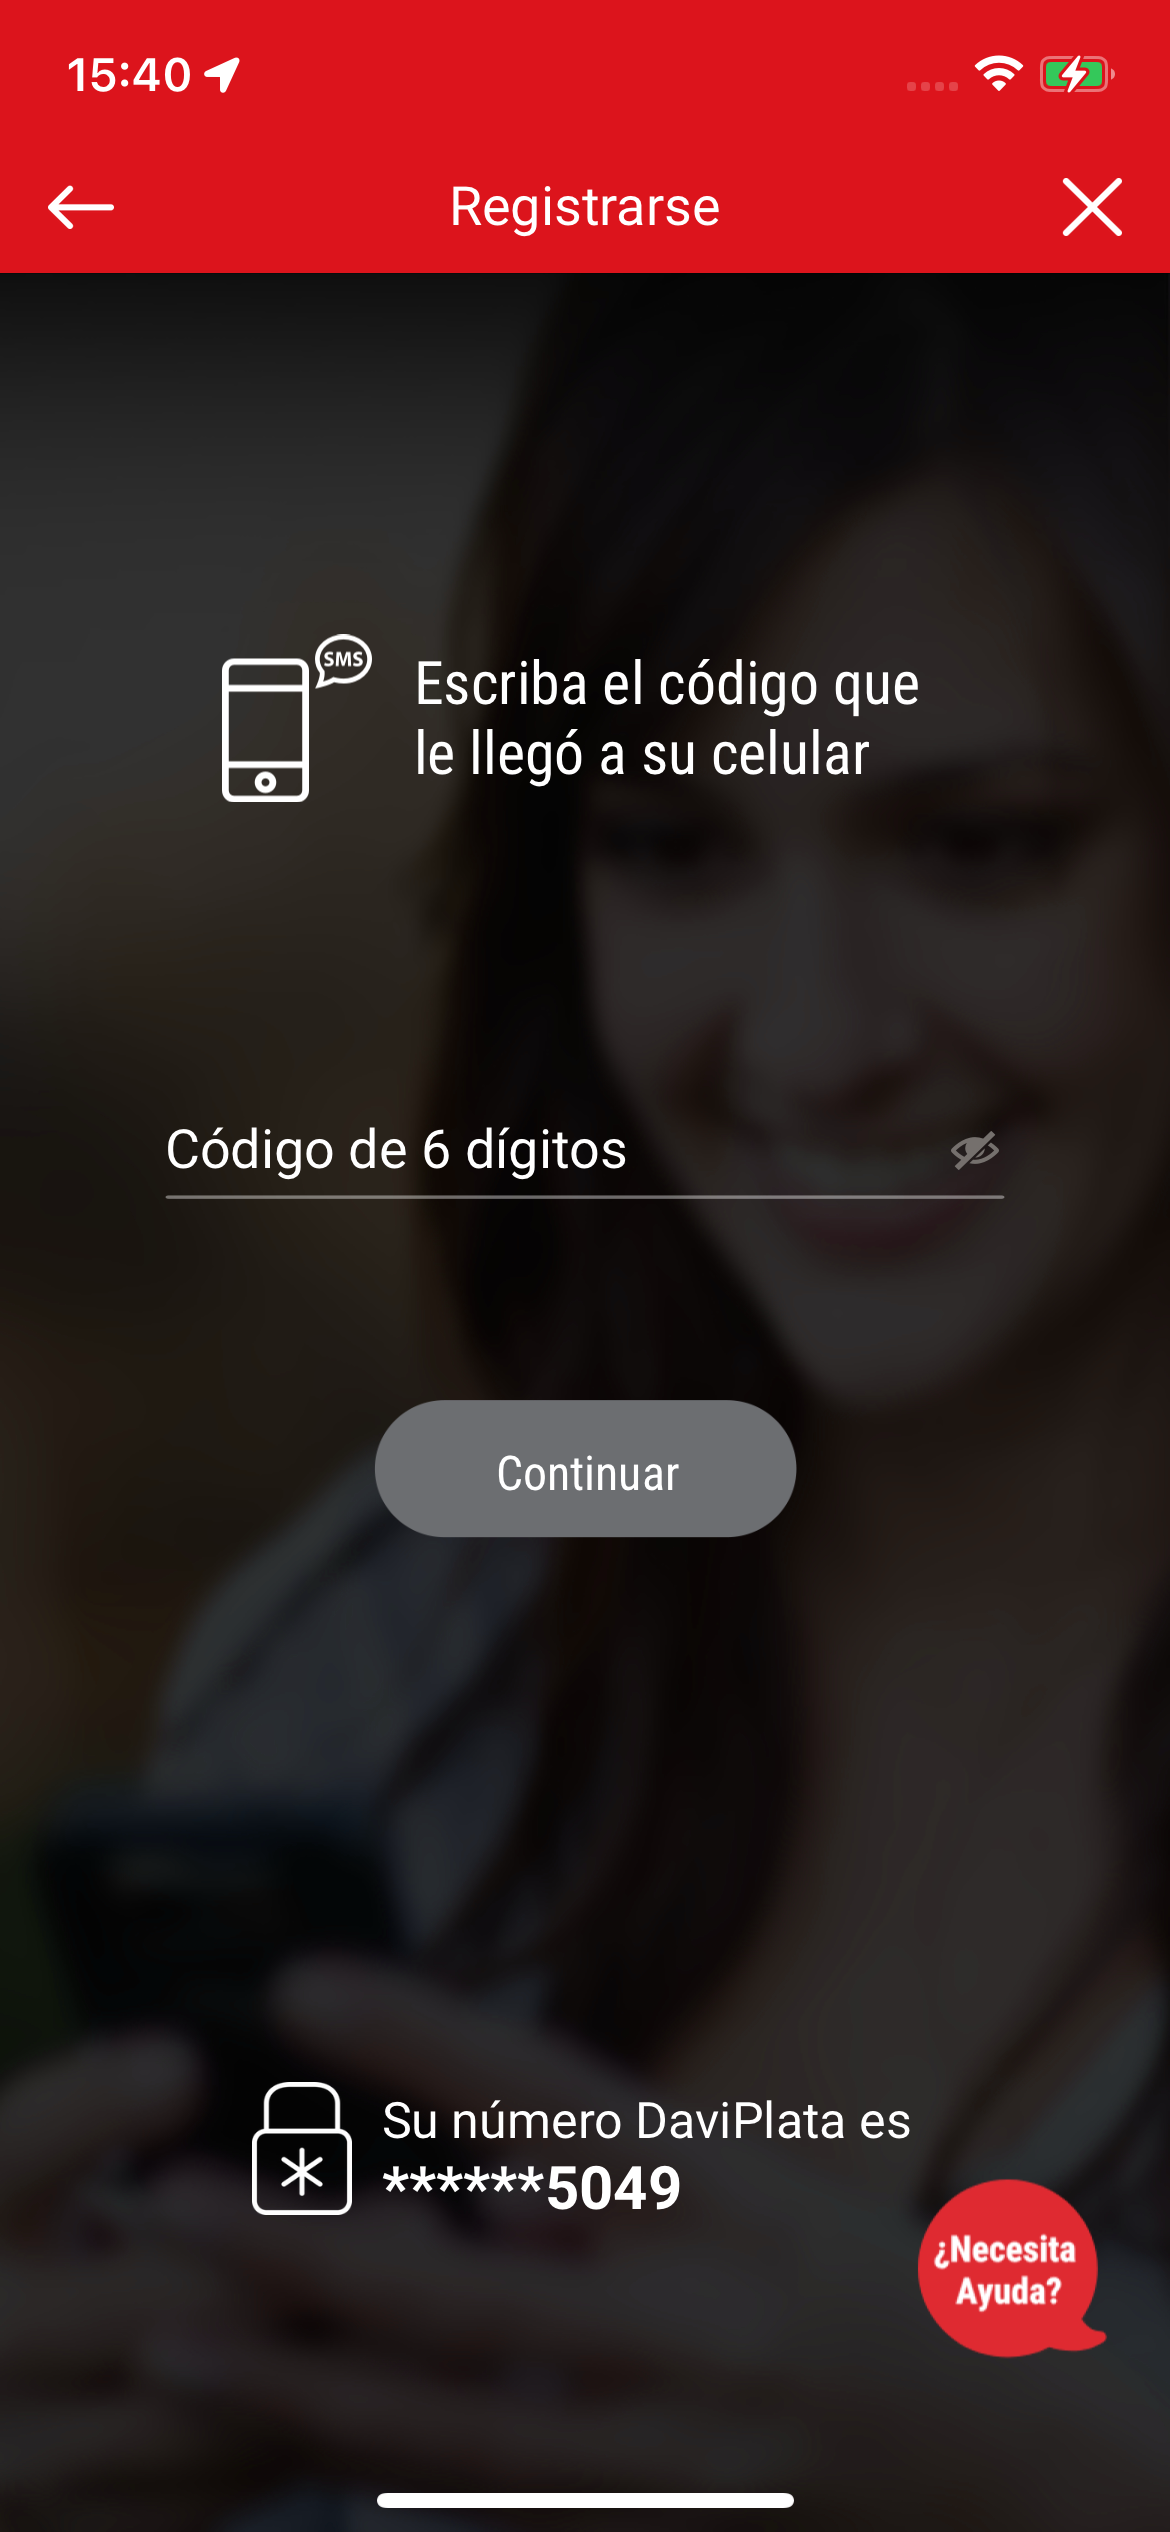 15:40
Registrarse
SMS
Escriba el código que
le llegó a su celular
Código de 6 dígitos
Continuar
Su número DaviPlata es
******5049
¿Necesita
Ayuda?